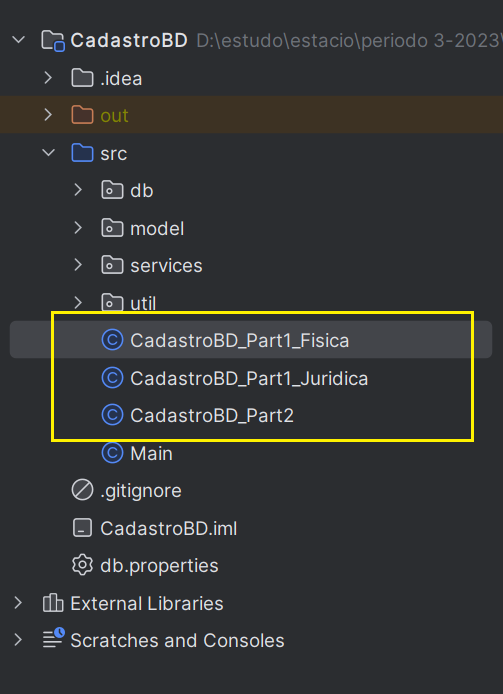 CadastroBD D:\estudo\estacio\periodo 3-2023\
.idea
out
src
db
model
services
util
C CadastroBD_Part1_Fisica
C CadastroBD_Part1_Juridica
C CadastroBD_Part2
C Main
.gitignore
CadastroBD.iml
db.properties
External Libraries
Scratches and Consoles